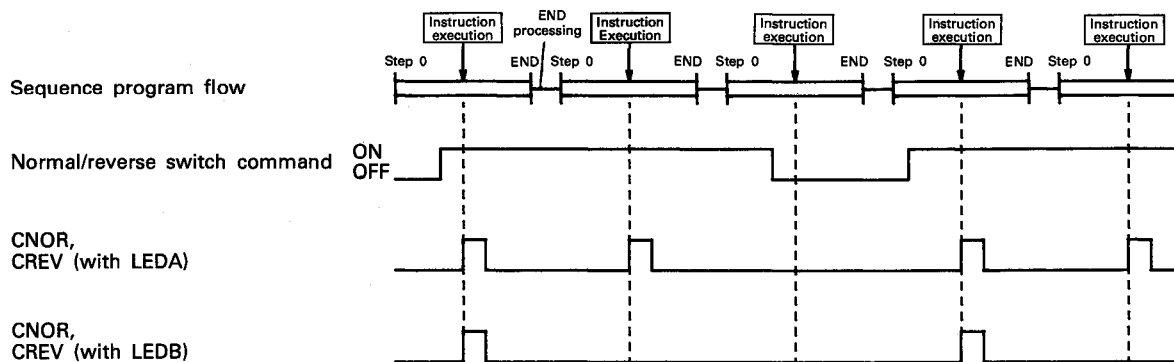 Instruction
execution
END
processing
Instruction
Execution
Instruction
execution
Instruction
execution
Instruction
execution
Step 0
END
Step 0
END
Step 0
END
Step 0
END
Step 0
Sequence program flow
Normal/reverse switch command
ON
OFF
CNOR,
CREV (with LEDA)
CNOR,
CREV (with LEDB)